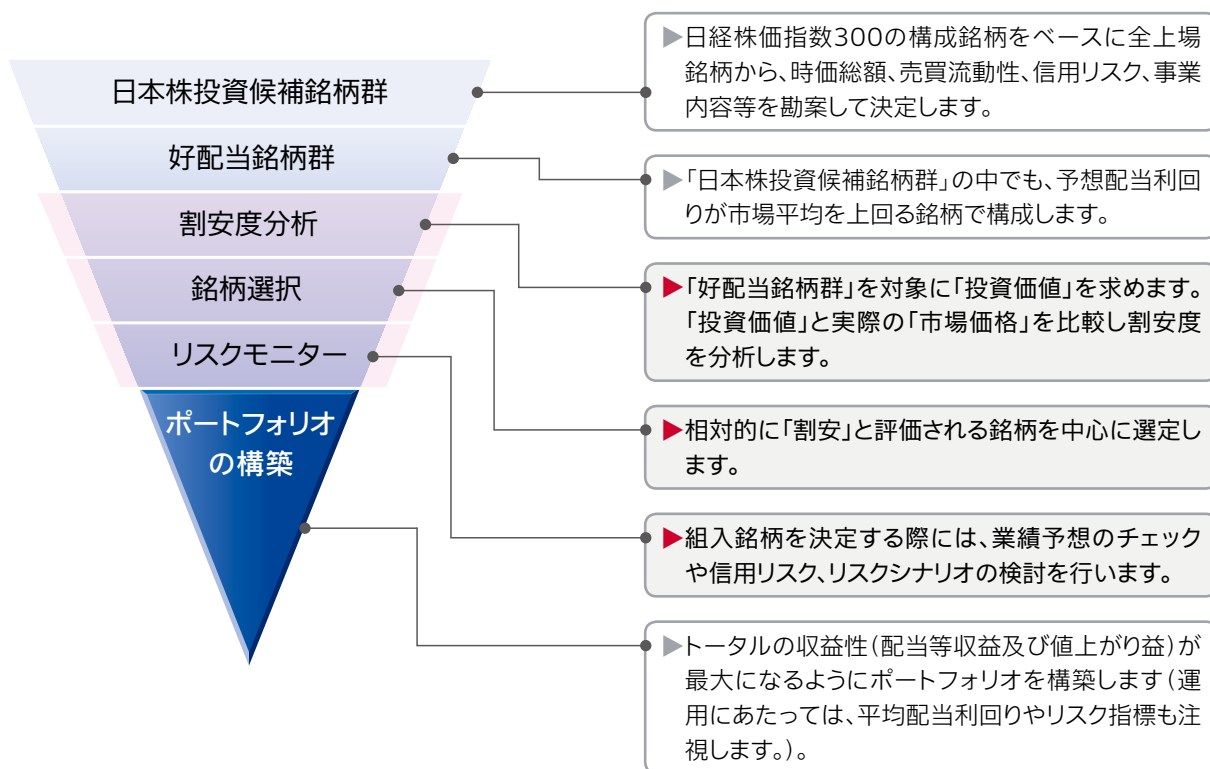 日本株投資候補銘柄群
▶日経株価指数300の構成銘柄をベースに全上場
銘柄から、時価総額、売買流動性、信用リスク、事業
内容等を勘案して決定します。
好配当銘柄群
▶「日本株投資候補銘柄群」の中でも、予想配当利回
りが市場平均を上回る銘柄で構成します。
割安度分析
▶「好配当銘柄群」を対象に「投資価値」を求めます。
「投資価値」と実際の「市場価格」を比較し割安度
を分析します。
銘柄選択
▶相対的に「割安」と評価される銘柄を中心に選定し
ます。
リスクモニター
▶組入銘柄を決定する際には、業績予想のチェック
や信用リスク、リスクシナリオの検討を行います。
ポートフォリオ
の構築
▶トータルの収益性(配当等収益及び値上がり益)が
最大になるようにポートフォリオを構築します(運
用にあたっては、平均配当利回りやリスク指標も注
視します。)。